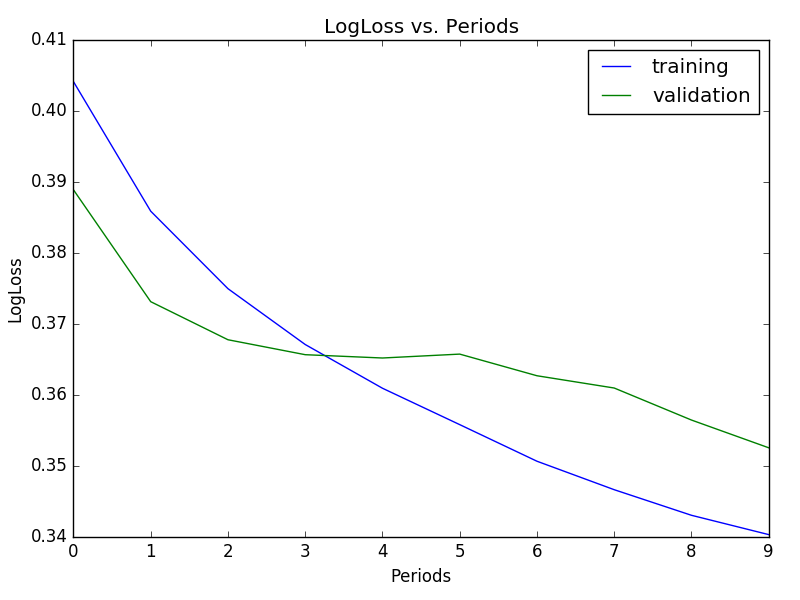 LogLoss vs. Periods
0.41
0.40
0.39
0.38
0.37
0.36
0.35
0.34
LogLoss
training
validation
0 1 2 3 4 5 6 7 8 9
Periods